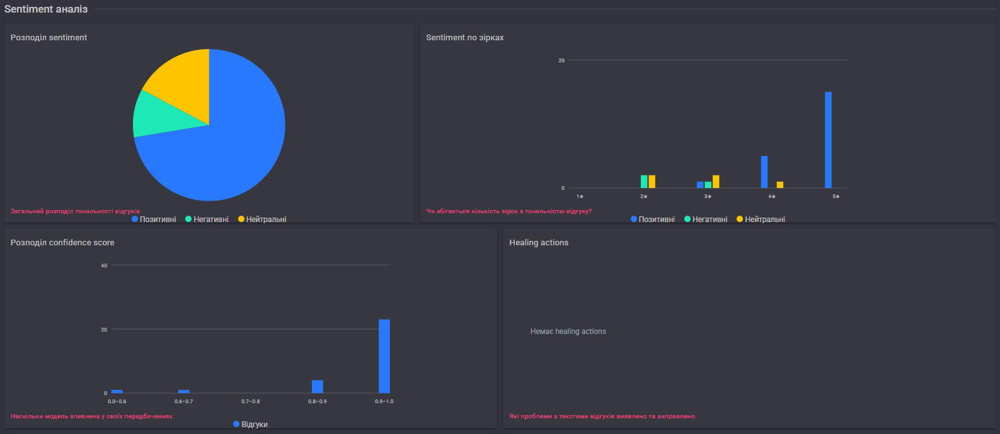 Sentiment аналіз
Розподіл sentiment
Загальний розподіл тональності відгуків
Позитивні Негативні Нейтральні
Sentiment по зірках
20
0
1★ 2★ 3★ 4★ 5★
Чи збігається кількість зірок з тональністю відгуку?
Позитивні Негативні Нейтральні
Розподіл confidence score
40
20
0
0.0–0.6 0.6–0.7 0.7–0.8 0.8–0.9 0.9–1.0
Наскільки модель впевнена у своїх передбаченнях
Відгуки
Healing actions
Немає healing actions
Які проблеми з текстами відгуків виявлено та виправлено